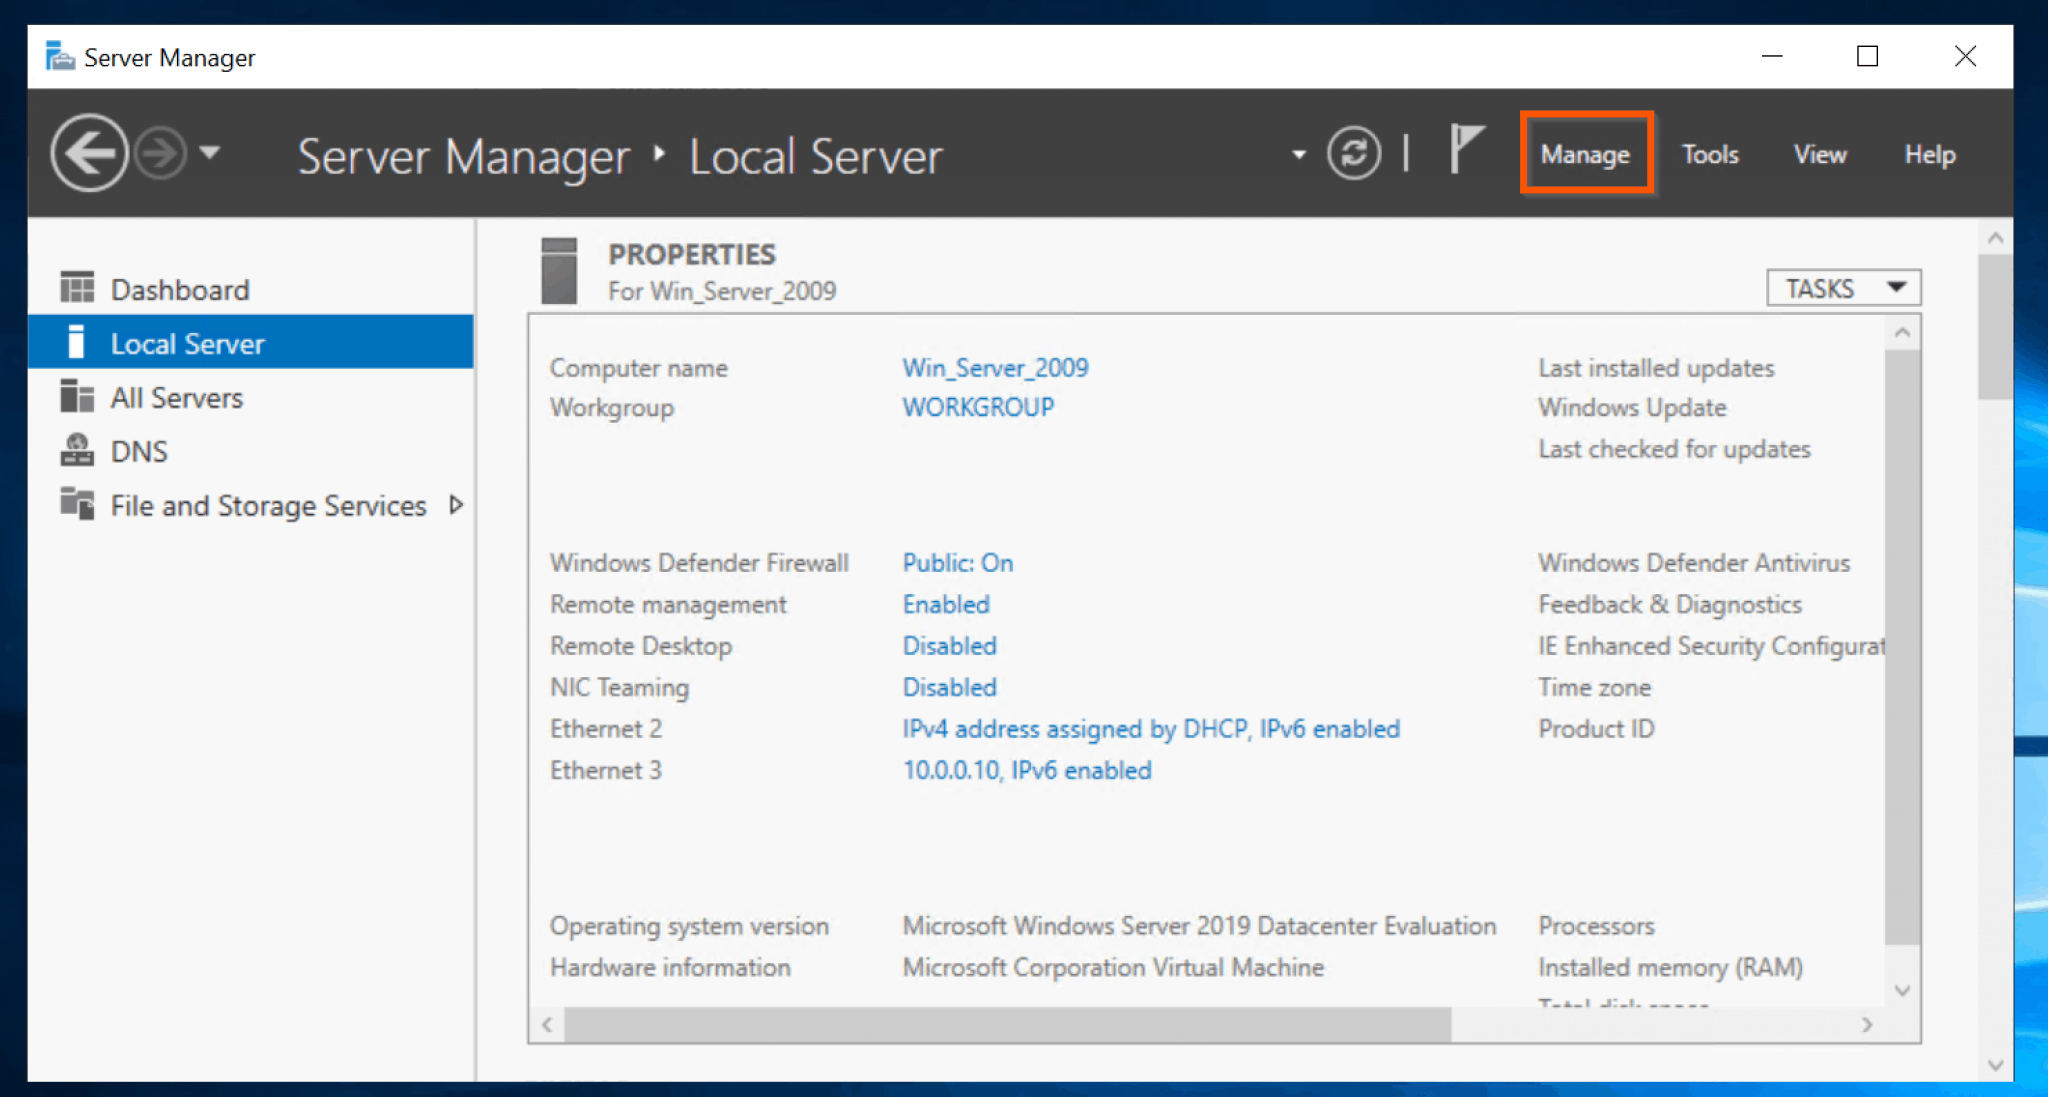 Server Manager
Server Manager ‣ Local Server
Manage Tools View Help
Dashboard
Local Server
All Servers
DNS
File and Storage Services
PROPERTIES
For Win_Server_2009
TASKS
Computer name Win_Server_2009 Last installed updates
Workgroup WORKGROUP Windows Update
Last checked for updates
Windows Defender Firewall Public: On Windows Defender Antivirus
Remote management Enabled Feedback & Diagnostics
Remote Desktop Disabled IE Enhanced Security Configurat
NIC Teaming Disabled Time zone
Ethernet 2 IPv4 address assigned by DHCP, IPv6 enabled Product ID
Ethernet 3 10.0.0.10, IPv6 enabled
Operating system version Microsoft Windows Server 2019 Datacenter Evaluation Processors
Hardware information Microsoft Corporation Virtual Machine Installed memory (RAM)
Total disk space